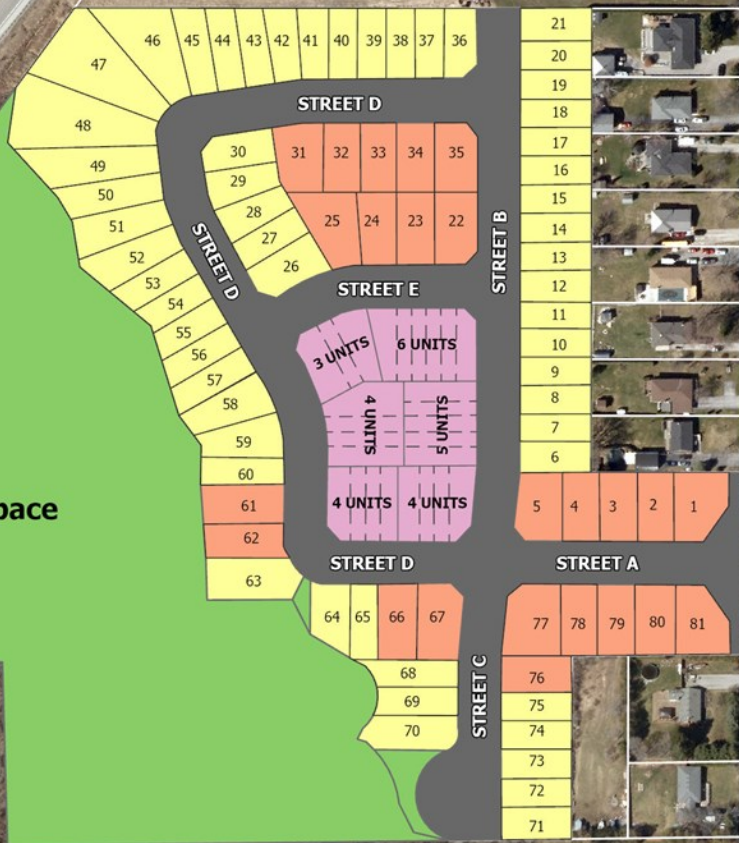 21
46 45 44 43 42 41 40 39 38 37 36
47
20
19
STREET D
18
48
17
30 31 32 33 34 35
49
16
29
50
15
28
51
25 24 23 22
14
27
STREET B
STREET D
52
13
26
53
12
STREET E
54
11
55
3 UNITS 6 UNITS
10
56
9
57
8
58
4 UNITS 5 UNITS
7
59
6
60
61
4 UNITS 4 UNITS
5 4 3 2 1
pace
62
STREET D STREET A
63
64 65 66 67
77 78 79 80 81
68
76
69
75
STREET C
70
74
73
72
71